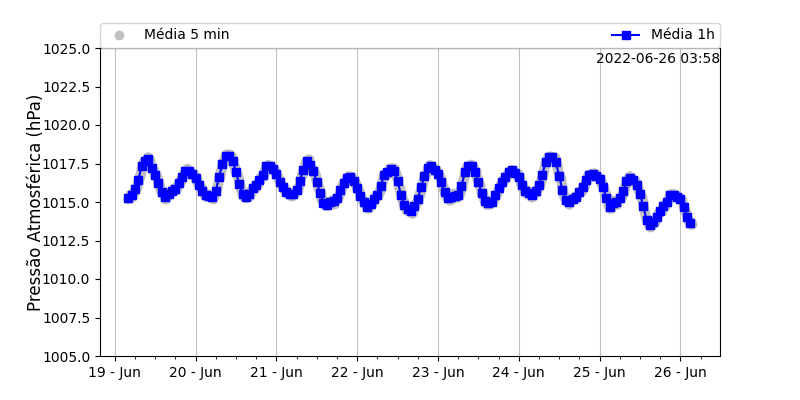 Média 5 min
Média 1h
2022-06-26 03:58
Pressão Atmosférica (hPa)
1025.0
1022.5
1020.0
1017.5
1015.0
1012.5
1010.0
1007.5
1005.0
19 - Jun
20 - Jun
21 - Jun
22 - Jun
23 - Jun
24 - Jun
25 - Jun
26 - Jun